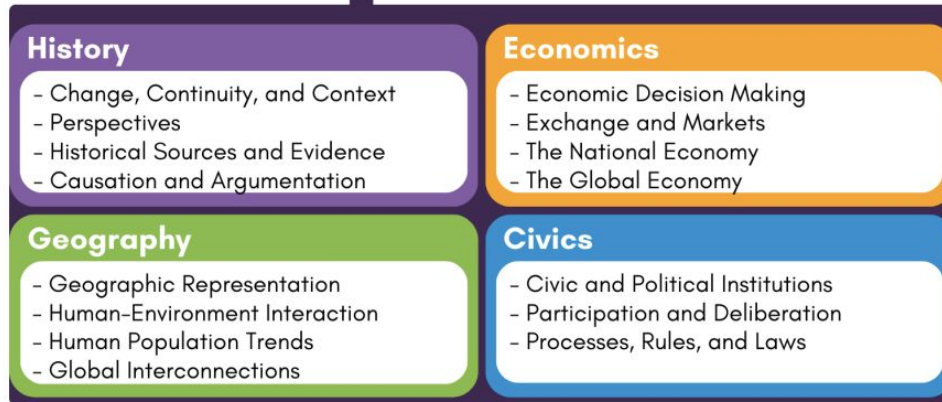 History
- Change, Continuity, and Context
- Perspectives
- Historical Sources and Evidence
- Causation and Argumentation
Economics
- Economic Decision Making
- Exchange and Markets
- The National Economy
- The Global Economy
Geography
- Geographic Representation
- Human-Environment Interaction
- Human Population Trends
- Global Interconnections
Civics
- Civic and Political Institutions
- Participation and Deliberation
- Processes, Rules, and Laws